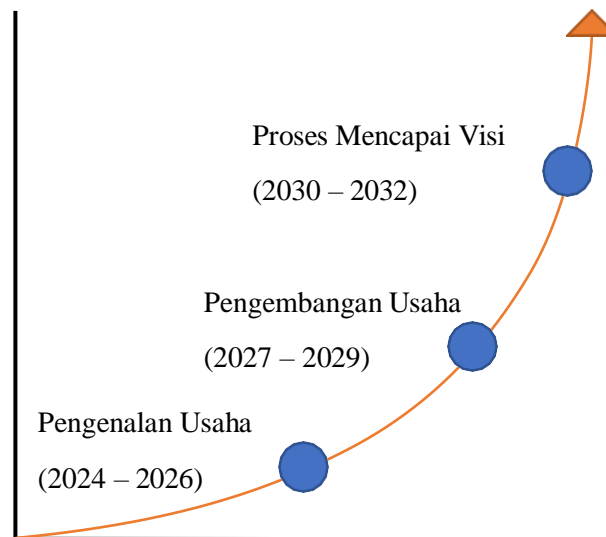 Proses Mencapai Visi
(2030 – 2032)
Pengembangan Usaha
(2027 – 2029)
Pengenalan Usaha
(2024 – 2026)